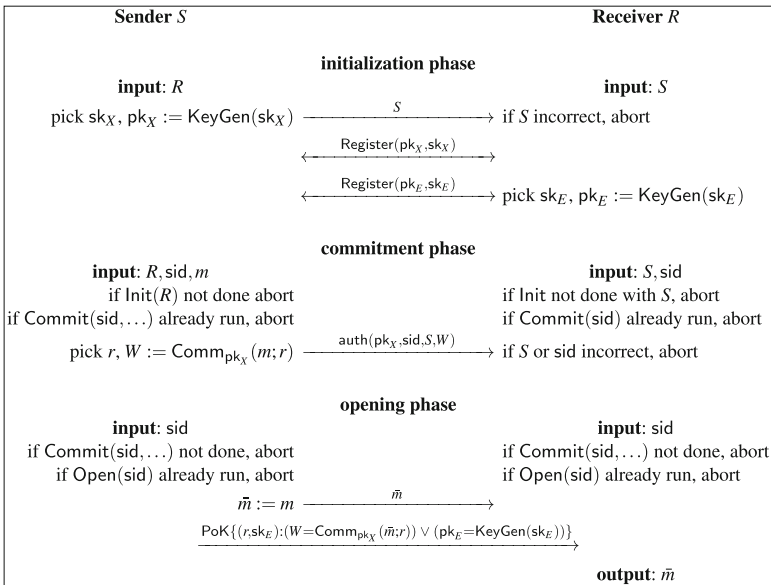 Sender S Receiver R
initialization phase
input: R input: S
pick sk_X, pk_X := KeyGen(sk_X) S if S incorrect, abort
Register(pk_X,sk_X)
Register(pk_E,sk_E) pick sk_E, pk_E := KeyGen(sk_E)
commitment phase
input: R,sid,m input: S,sid
if Init(R) not done abort if Init not done with S, abort
if Commit(sid,...) already run, abort if Commit(sid) already run, abort
pick r, W := Comm_pk_X(m;r) auth(pk_X,sid,S,W) if S or sid incorrect, abort
opening phase
input: sid input: sid
if Commit(sid,...) not done, abort if Commit(sid,...) not done, abort
if Open(sid) already run, abort if Open(sid) already run, abort
m̄ := m m̄
PoK{(r,sk_E):(W=Comm_pk_X(m̄;r)) ∨ (pk_E=KeyGen(sk_E))}
output: m̄